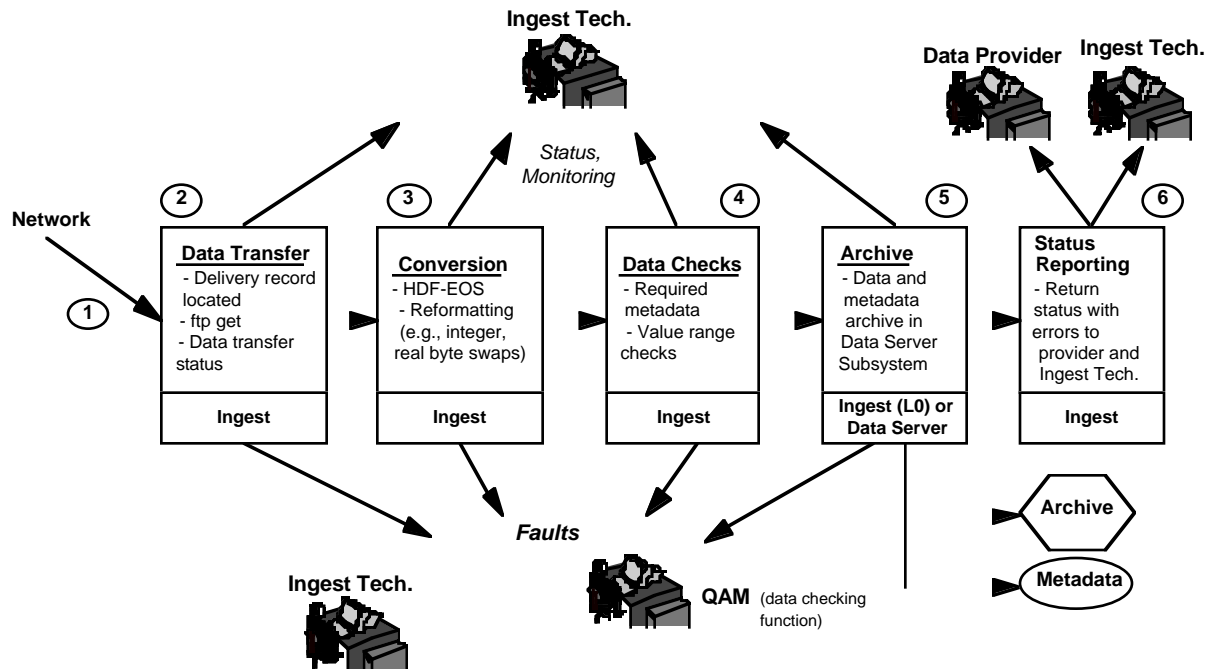 Ingest Tech.
Data Provider
Ingest Tech.
Status,
Monitoring
Network
1
2
Data Transfer
- Delivery record
located
- ftp get
- Data transfer
status
Ingest
3
Conversion
- HDF-EOS
- Reformatting
(e.g., integer,
real byte swaps)
Ingest
4
Data Checks
- Required
metadata
- Value range
checks
Ingest
5
Archive
- Data and
metadata
archive in
Data Server
Subsystem
Ingest (L0) or
Data Server
6
Status
Reporting
- Return
status with
errors to
provider and
Ingest Tech.
Ingest
Faults
Ingest Tech.
QAM (data checking
function)
Archive
Metadata